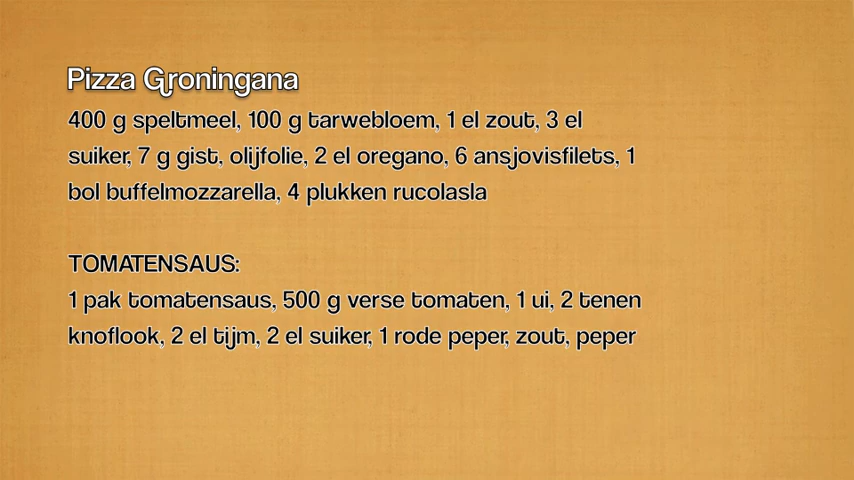 Pizza Groningana
400 g speltmeel, 100 g tarwebloem, 1 el zout, 3 el
suiker, 7 g gist, olijfolie, 2 el oregano, 6 ansjovisfilets, 1
bol buffelmozzarella, 4 plukken rucolasla
TOMATENSAUS:
1 pak tomatensaus, 500 g verse tomaten, 1 ui, 2 tenen
knoflook, 2 el tijm, 2 el suiker, 1 rode peper, zout, peper